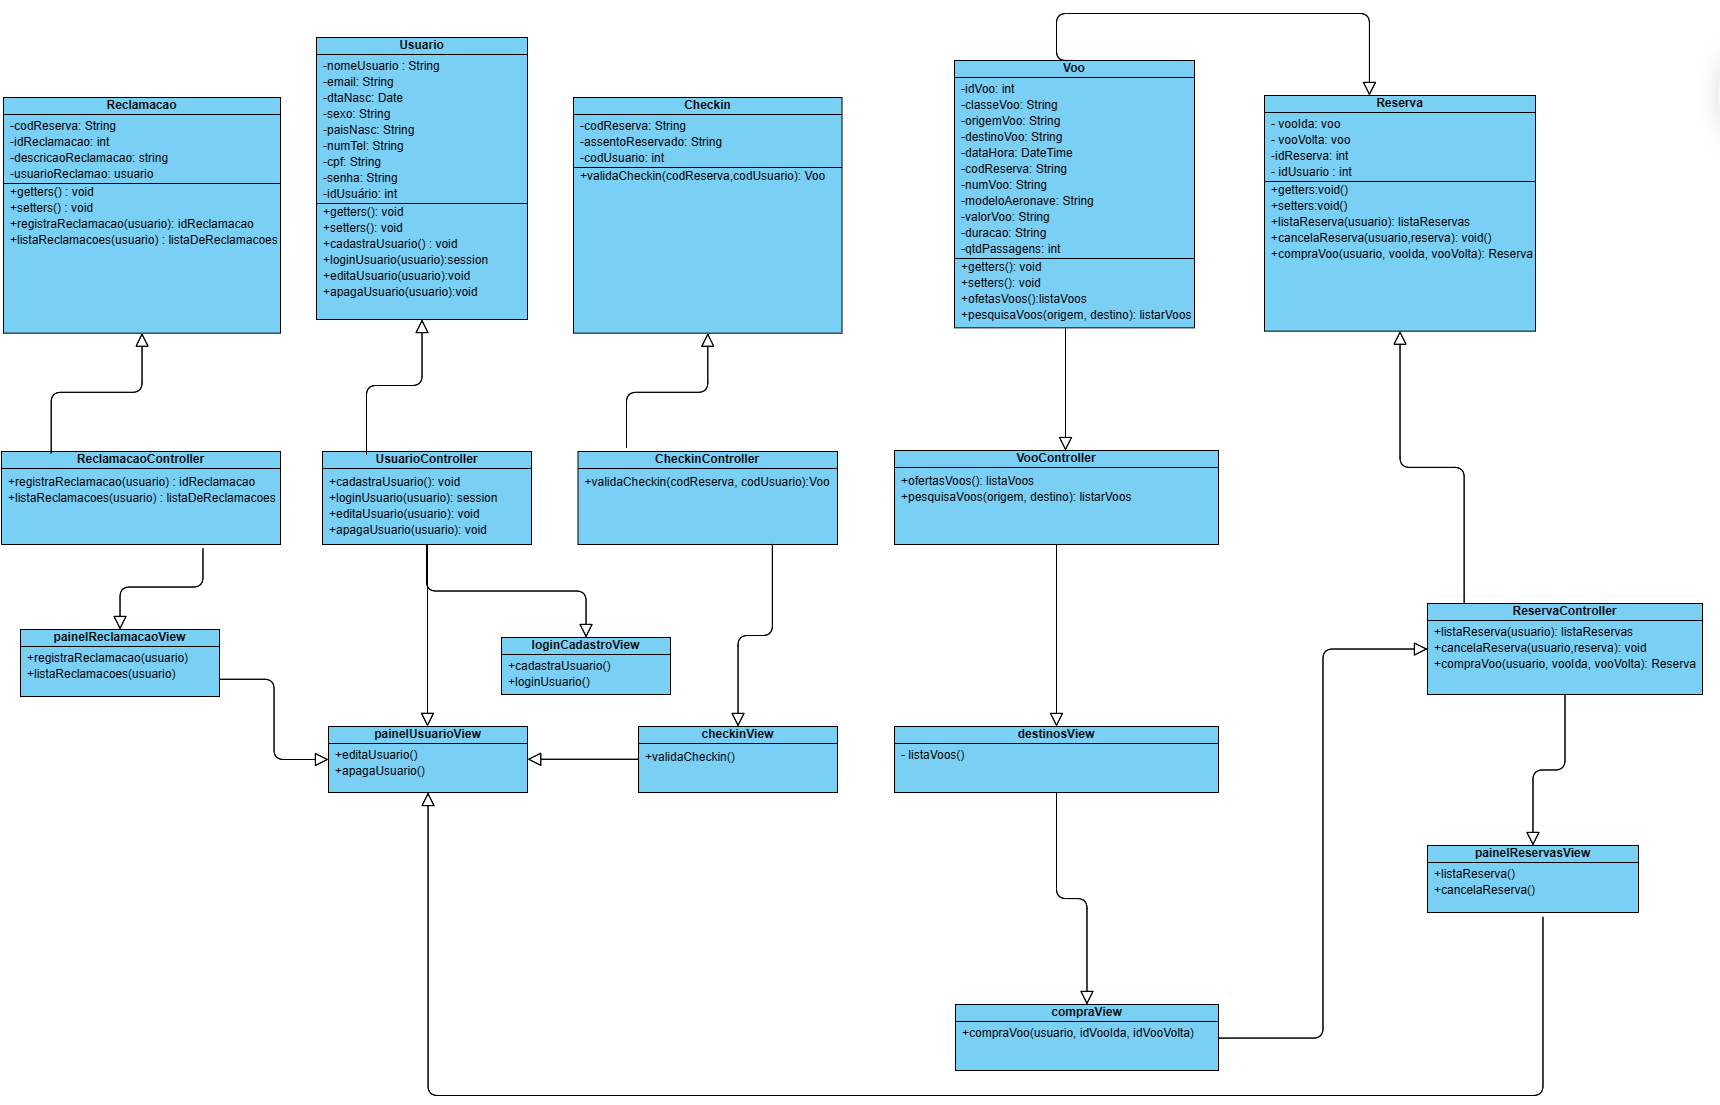 Reclamacao
-codReserva: String
-idReclamacao: int
-descricaoReclamacao: string
-usuarioReclamao: usuario
+getters() : void
+setters() : void
+registraReclamacao(usuario): idReclamacao
+listaReclamacoes(usuario) : listaDeReclamacoes
Usuario
-nomeUsuario : String
-email: String
-dtaNasc: Date
-sexo: String
-paisNasc: String
-numTel: String
-cpf: String
-senha: String
-idUsuário: int
+getters(): void
+setters(): void
+cadastraUsuario() : void
+loginUsuario(usuario):session
+editaUsuario(usuario):void
+apagaUsuario(usuario):void
Checkin
-codReserva: String
-assentoReservado: String
-codUsuario: int
+validaCheckin(codReserva,codUsuario): Voo
Voo
-idVoo: int
-classeVoo: String
-origemVoo: String
-destinoVoo: String
-dataHora: DateTime
-codReserva: String
-numVoo: String
-modeloAeronave: String
-valorVoo: String
-duracao: String
-qtdPassagens: int
+getters(): void
+setters(): void
+ofetasVoos():listaVoos
+pesquisaVoos(origem, destino): listarVoos
Reserva
- vooIda: voo
- vooVolta: voo
-idReserva: int
- idUsuario : int
+getters:void()
+setters:void()
+listaReserva(usuario): listaReservas
+cancelaReserva(usuario,reserva): void()
+compraVoo(usuario, vooIda, vooVolta): Reserva
ReclamacaoController
+registraReclamacao(usuario) : idReclamacao
+listaReclamacoes(usuario) : listaDeReclamacoes
UsuarioController
+cadastraUsuario(): void
+loginUsuario(usuario): session
+editaUsuario(usuario): void
+apagaUsuario(usuario): void
CheckinController
+validaCheckin(codReserva, codUsuario):Voo
VooController
+ofertasVoos(): listaVoos
+pesquisaVoos(origem, destino): listarVoos
ReservaController
+listaReserva(usuario): listaReservas
+cancelaReserva(usuario,reserva): void
+compraVoo(usuario, vooIda, vooVolta): Reserva
painelReclamacaoView
+registraReclamacao(usuario)
+listaReclamacoes(usuario)
loginCadastroView
+cadastraUsuario()
+loginUsuario()
painelUsuarioView
+editaUsuario()
+apagaUsuario()
checkinView
+validaCheckin()
destinosView
- listaVoos()
painelReservasView
+listaReserva()
+cancelaReserva()
compraView
+compraVoo(usuario, idVooIda, idVooVolta)